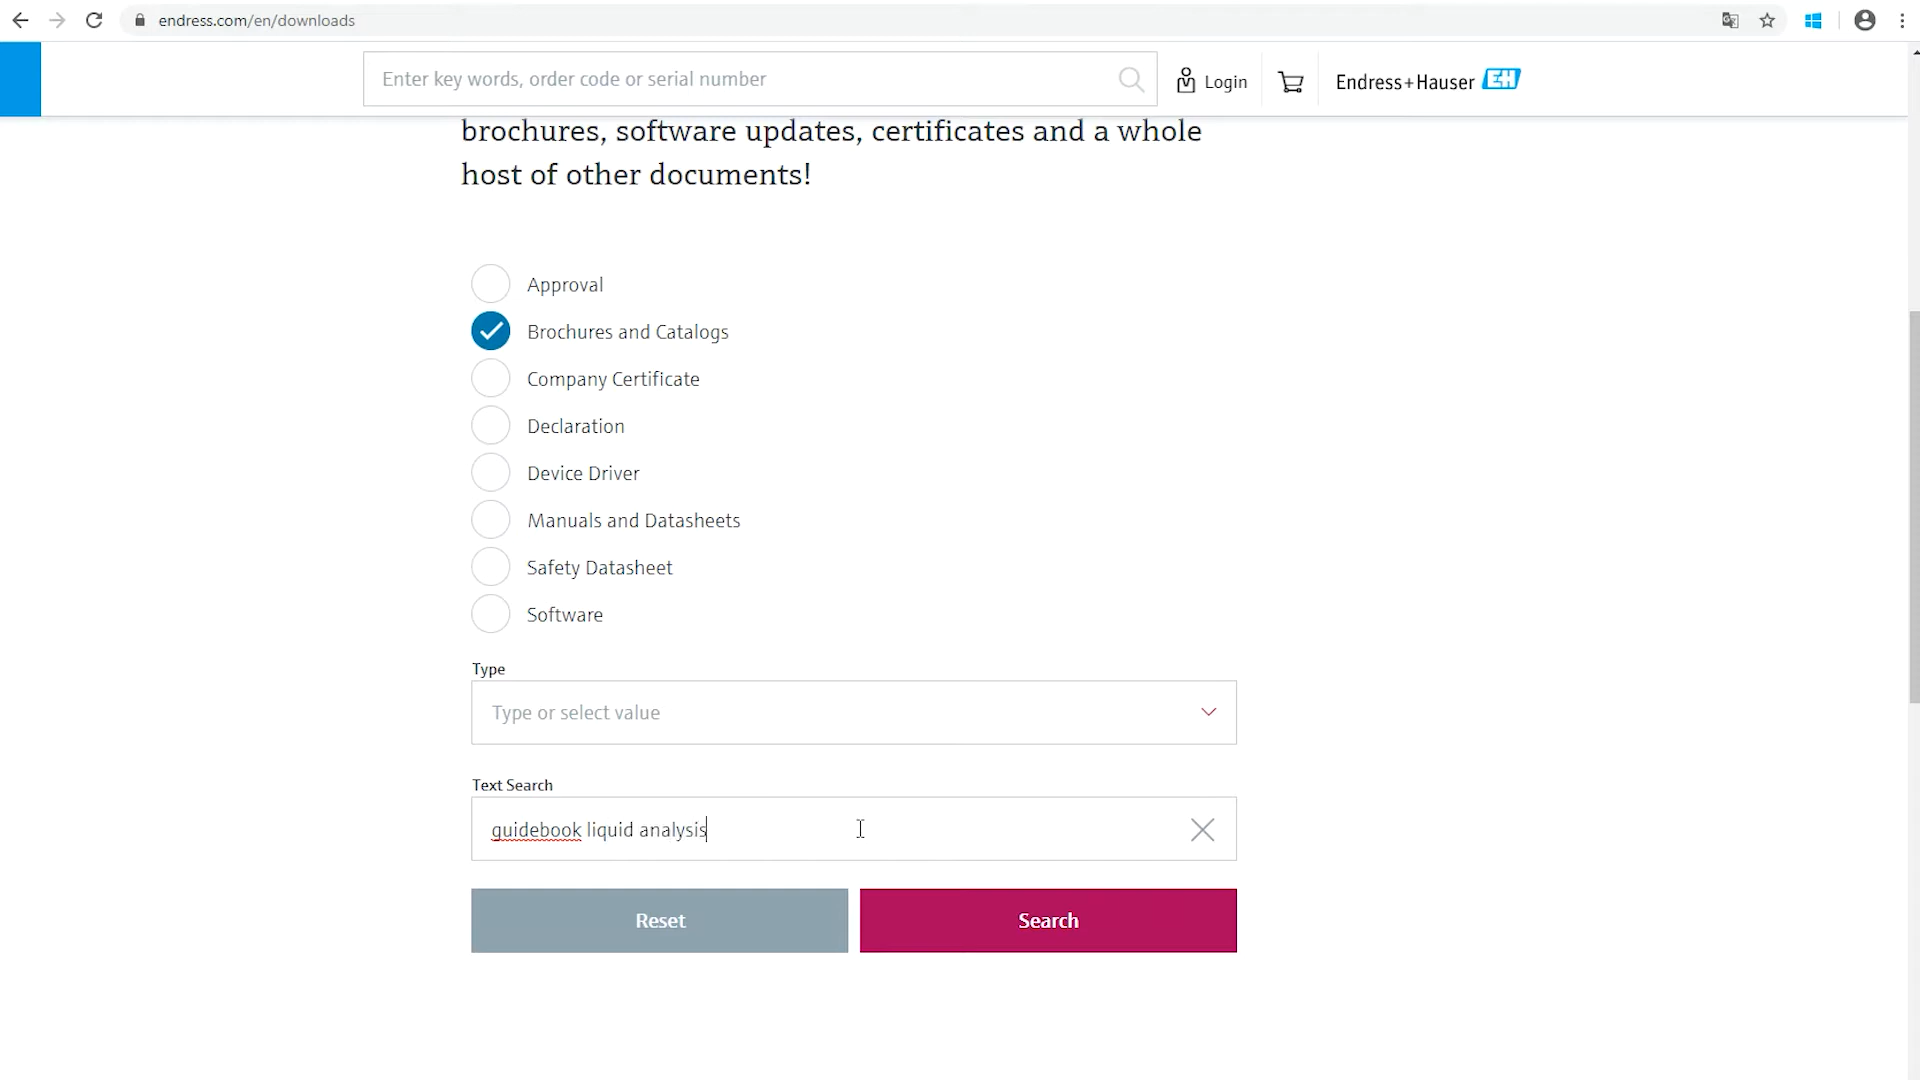 endress.com/en/downloads
Enter key words, order code or serial number
Login
Endress+Hauser EH
brochures, software updates, certificates and a whole
host of other documents!
Approval
Brochures and Catalogs
Company Certificate
Declaration
Device Driver
Manuals and Datasheets
Safety Datasheet
Software
Type
Type or select value
Text Search
guidebook liquid analysis
Reset
Search